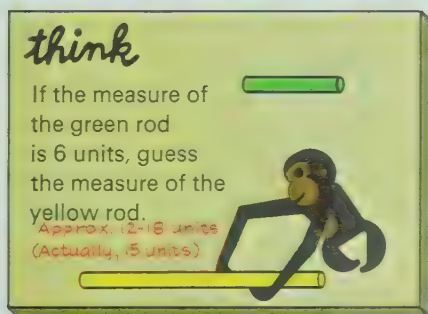 think
If the measure of
the green rod
is 6 units, guess
the measure of the
yellow rod.
Approx. 12-18 units
(Actually, 15 units)